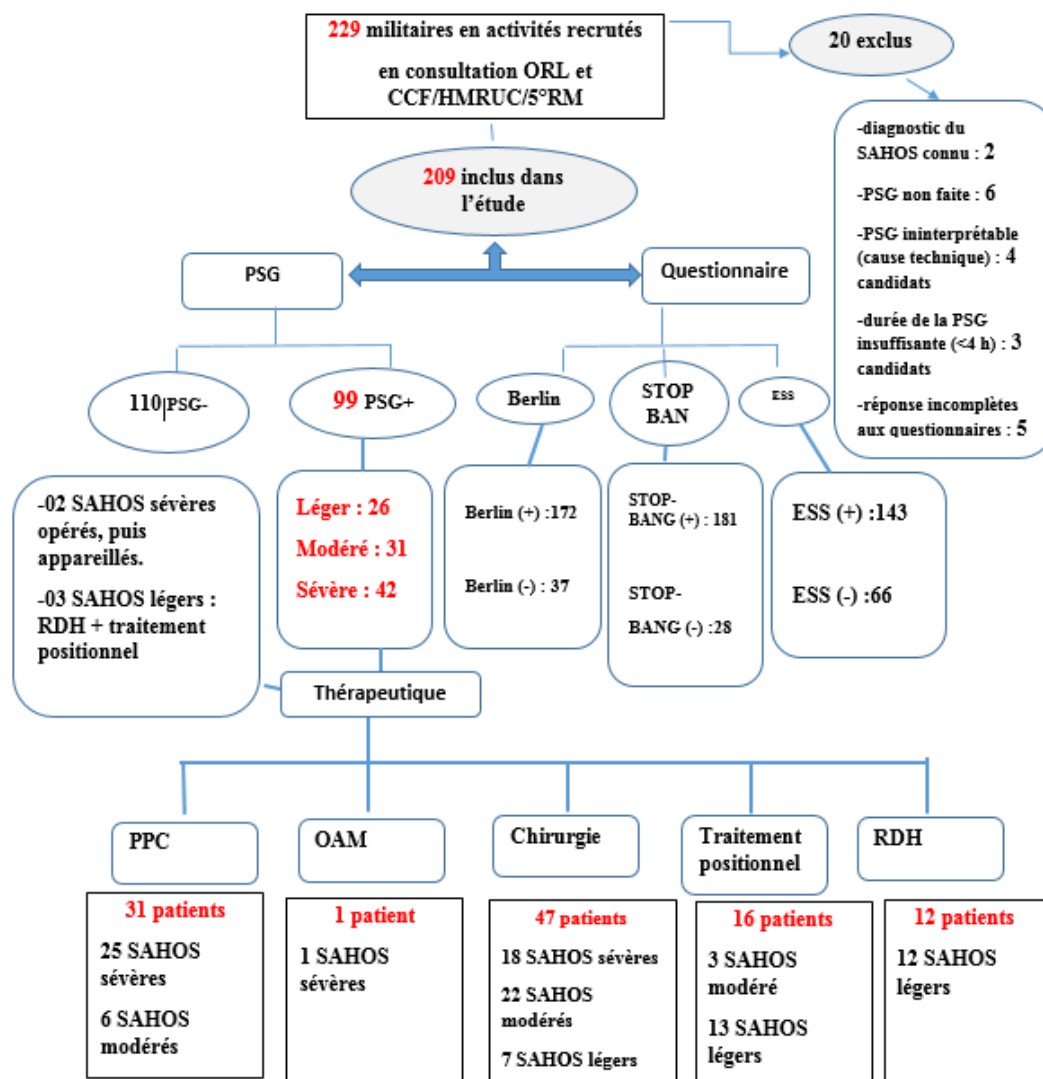 229 militaires en activités recrutés
en consultation ORL et
CCF/HMRUC/5°RM
20 exclus
-diagnostic du
SAHOS connu : 2
-PSG non faite : 6
-PSG ininterprétable
(cause technique) : 4
candidats
-durée de la PSG
insuffisante (<4 h) : 3
candidats
-réponse incomplètes
aux questionnaires : 5
209 inclus dans
l’étude
PSG
Questionnaire
110|PSG-
99 PSG+
Berlin
STOP
BAN
ESS
-02 SAHOS sévères
opérés, puis
appareillés.
-03 SAHOS légers :
RDH + traitement
positionnel
Léger : 26
Modéré : 31
Sévère : 42
Berlin (+) :172
Berlin (-) : 37
STOP-
BANG (+) : 181
STOP-
BANG (-) :28
ESS (+) :143
ESS (-) :66
Thérapeutique
PPC
OAM
Chirurgie
Traitement
positionnel
RDH
31 patients
25 SAHOS
sévères
6 SAHOS
modérés
1 patient
1 SAHOS
sévères
47 patients
18 SAHOS sévères
22 SAHOS
modérés
7 SAHOS légers
16 patients
3 SAHOS
modéré
13 SAHOS
légers
12 patients
12 SAHOS
légers